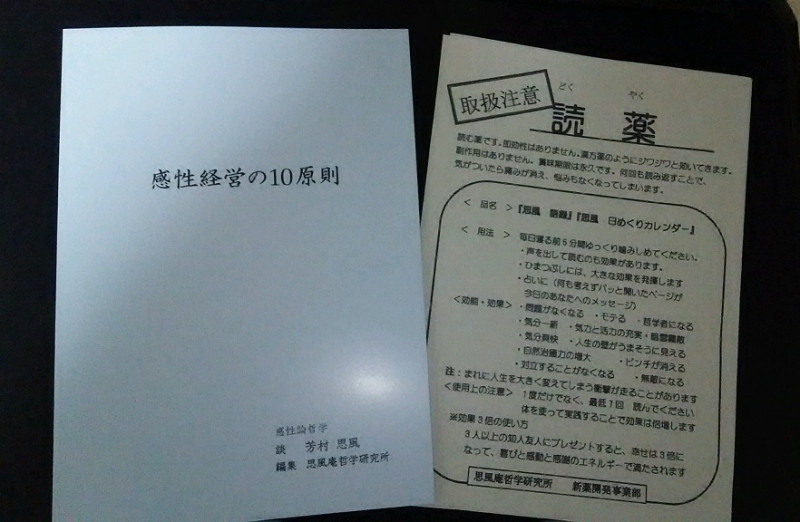 感性経営の10原則
感性論哲学
談 芳村 思風
編集 思風庵哲学研究所
取扱注意
どく やく
読 薬
読む薬です。即効性はありません。漢方薬のようにジワジワと効いてきます。
副作用はありません。賞味期限は永久です。何回も読み返すことで、
気がついたら痛みが消え、悩みもなくなってしまいます。
< 品名 > 『思風 語録』『思風 日めくりカレンダー』
< 用法 > 毎日寝る前5分間ゆっくり噛みしめてください。
・声を出して読むのも効果があります。
・ひまつぶしには、大きな効果を発揮します
・占いに(何も考えずパッと開いたページが
今日のあなたへのメッセージ)
<効能・効果> ・問題がなくなる ・モテる ・哲学者になる
・気分一新 ・気力と活力の充実・暗雲霧散
・気分爽快 ・人生の壁がうまそうに見える
・自然治癒力の増大 ・ピンチが消える
・対立することがなくなる ・無敵になる
注:まれに人生を大きく変えてしまう衝撃が走ることがあります
<使用上の注意> 1度だけでなく、最低1回 読んでください
体を使って実践することで効果は倍増します
※効果3倍の使い方
3人以上の知人友人にプレゼントすると、幸せは3倍に
なって、喜びと感動と感謝のエネルギーで満たされます
思風庵哲学研究所 新薬開発事業部